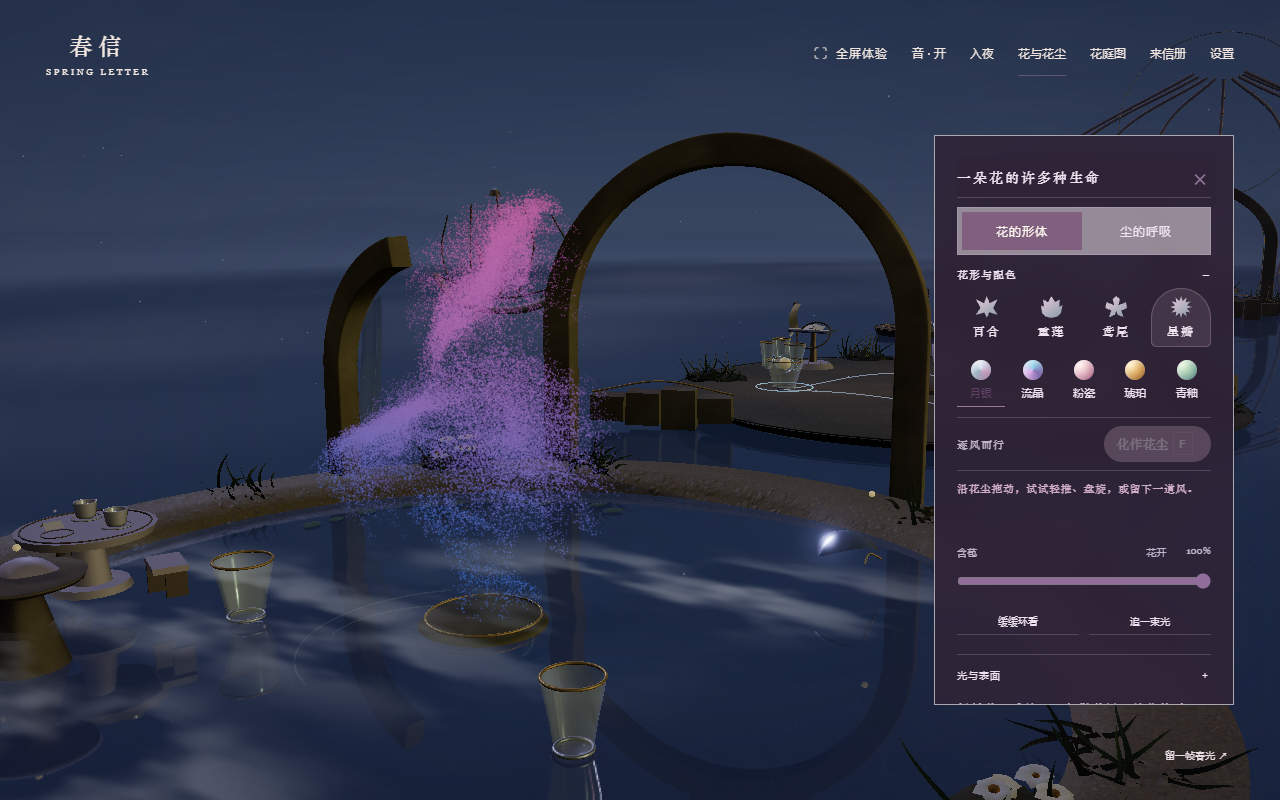 春信
SPRING LETTER
全屏体验 音·开 入夜 花与花尘 花庭图 来信册 设置
一朵花的许多种生命
花的形体 尘的呼吸
花形与配色
百合 重莲 鸢尾 星瓣
月银 流晶 粉瓷 琥珀 青釉
逐风而行 化作花尘 F
沿花尘拖动，试试轻推、盘旋，或留下一道风。
含苞 花开 100%
缓缓环看 追一束光
光与表面 +
留一帧春光 ↗